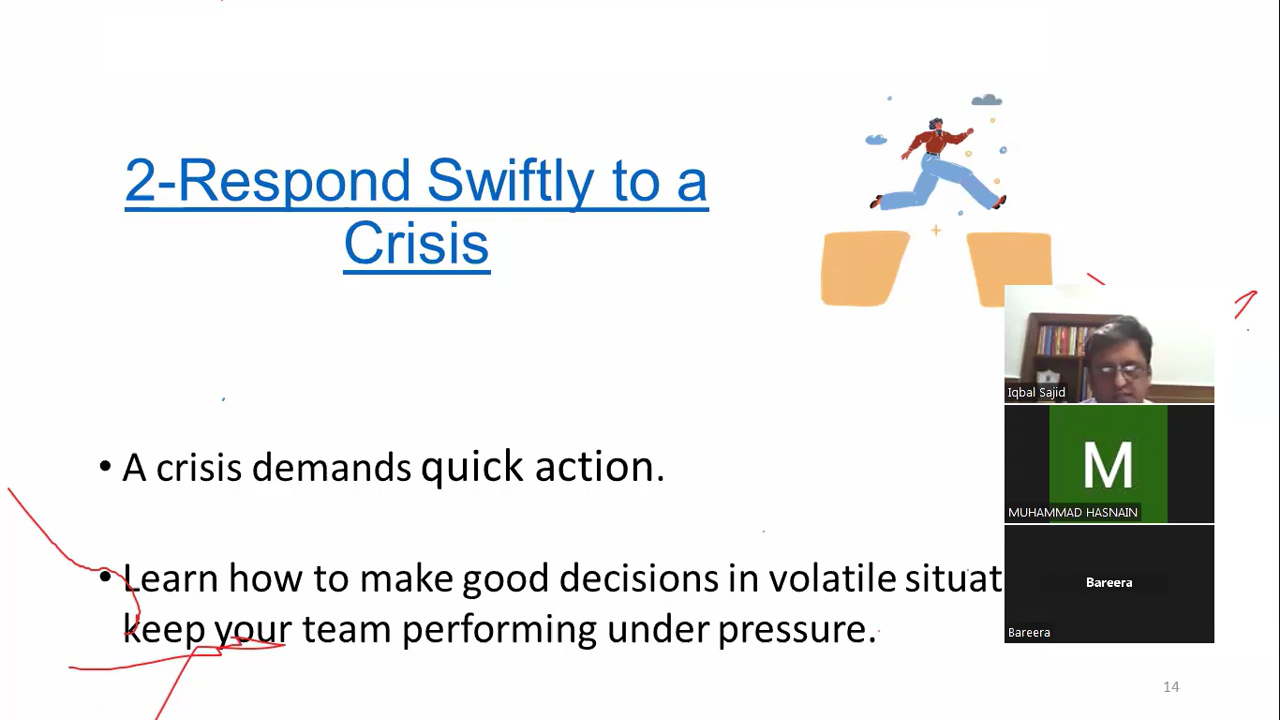 2-Respond Swiftly to a
Crisis
• A crisis demands quick action.
• Learn how to make good decisions in volatile
keep your team performing under pressure.
Iqbal Sajid
M
MUHAMMAD HASNAIN
Bareera
Bareera
14